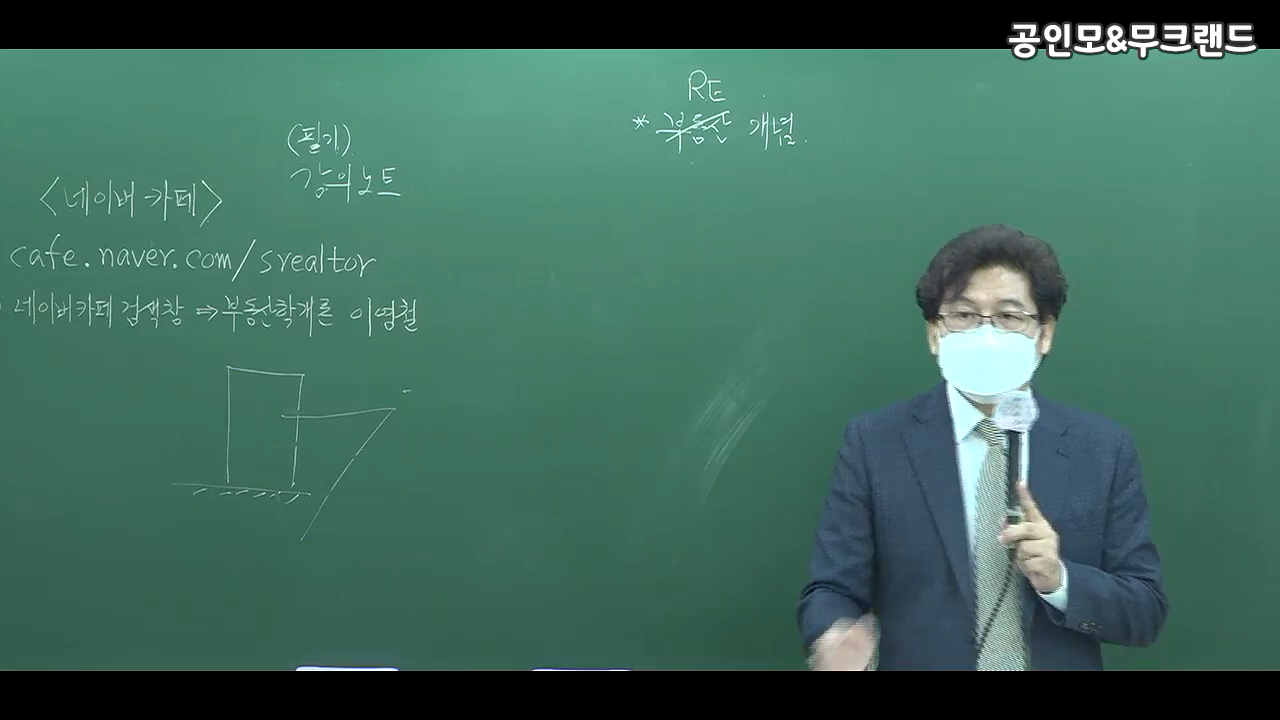 공인모&무크랜드
RE
* 부동산 개념
(필기)
강의노트
<네이버 카페>
cafe.naver.com/srealtor
네이버카페 검색창 ⇒ 부동산학개론 이영철